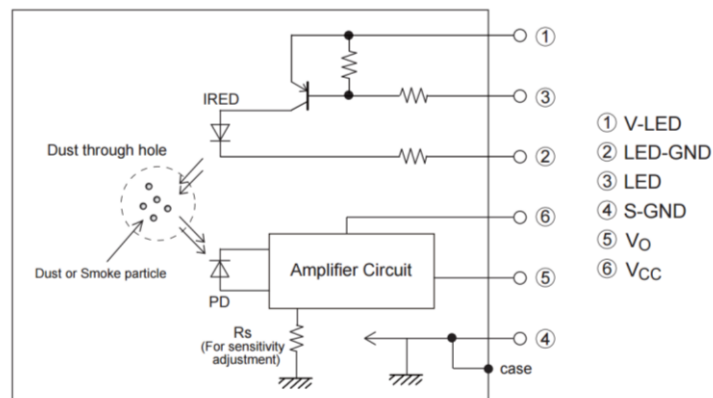 ①
IRED
③
① V-LED
② LED-GND
Dust through hole
②
③ LED
④ S-GND
⑥
⑤ VO
Amplifier Circuit
⑤
⑥ VCC
Dust or Smoke particle
PD
Rs
(For sensitivity
adjustment)
④
case